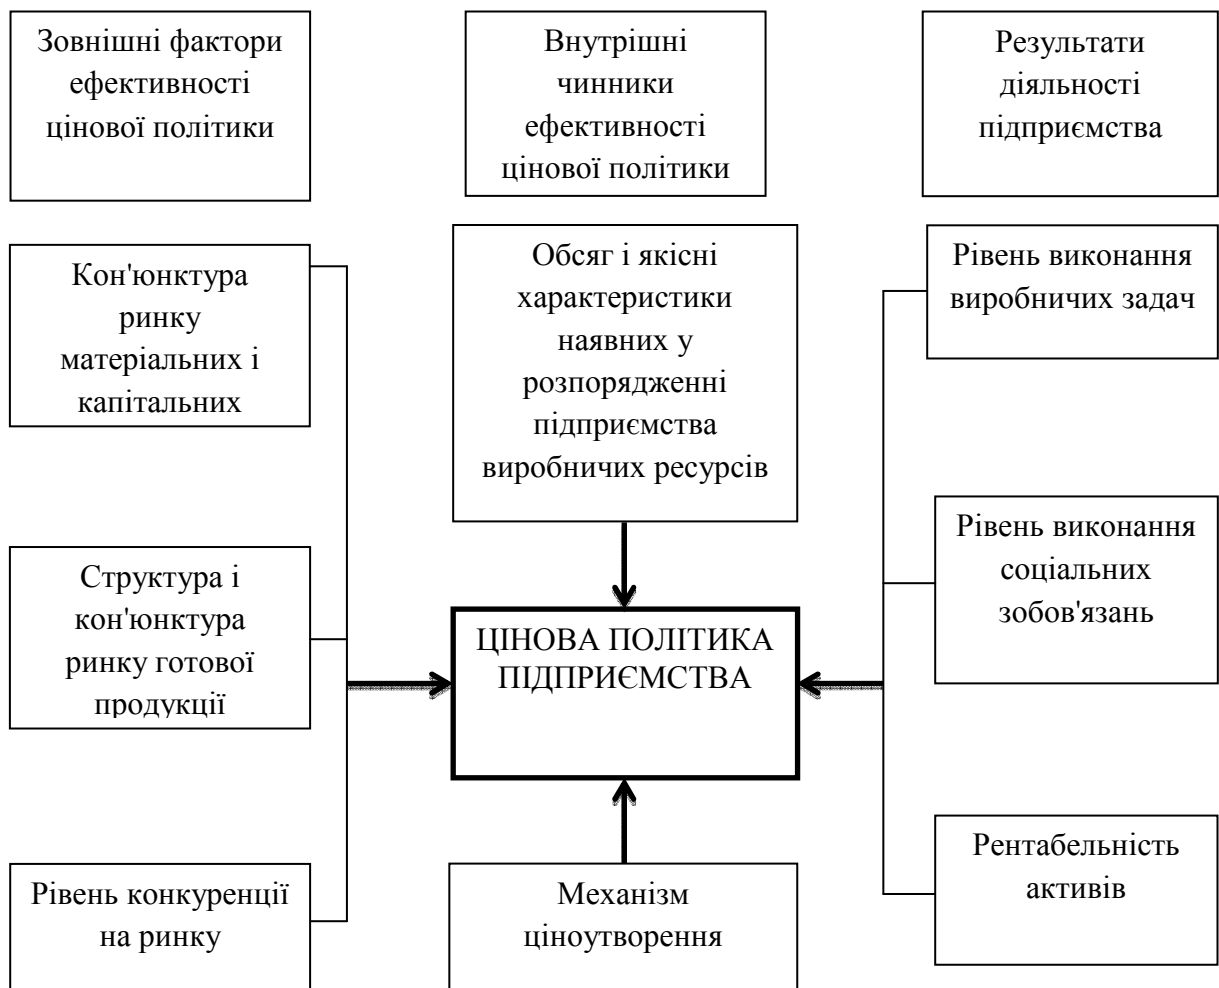 Зовнішні фактори
ефективності
цінової політики
Внутрішні
чинники
ефективності
цінової політики
Результати
діяльності
підприємства
Кон'юнктура
ринку
матеріальних і
капітальних
Обсяг і якісні
характеристики
наявних у
розпорядженні
підприємства
виробничих ресурсів
Рівень виконання
виробничих задач
Структура і
кон'юнктура
ринку готової
продукції
ЦІНОВА ПОЛІТИКА
ПІДПРИЄМСТВА
Рівень виконання
соціальних
зобов'язань
Рівень конкуренції
на ринку
Механізм
ціноутворення
Рентабельність
активів